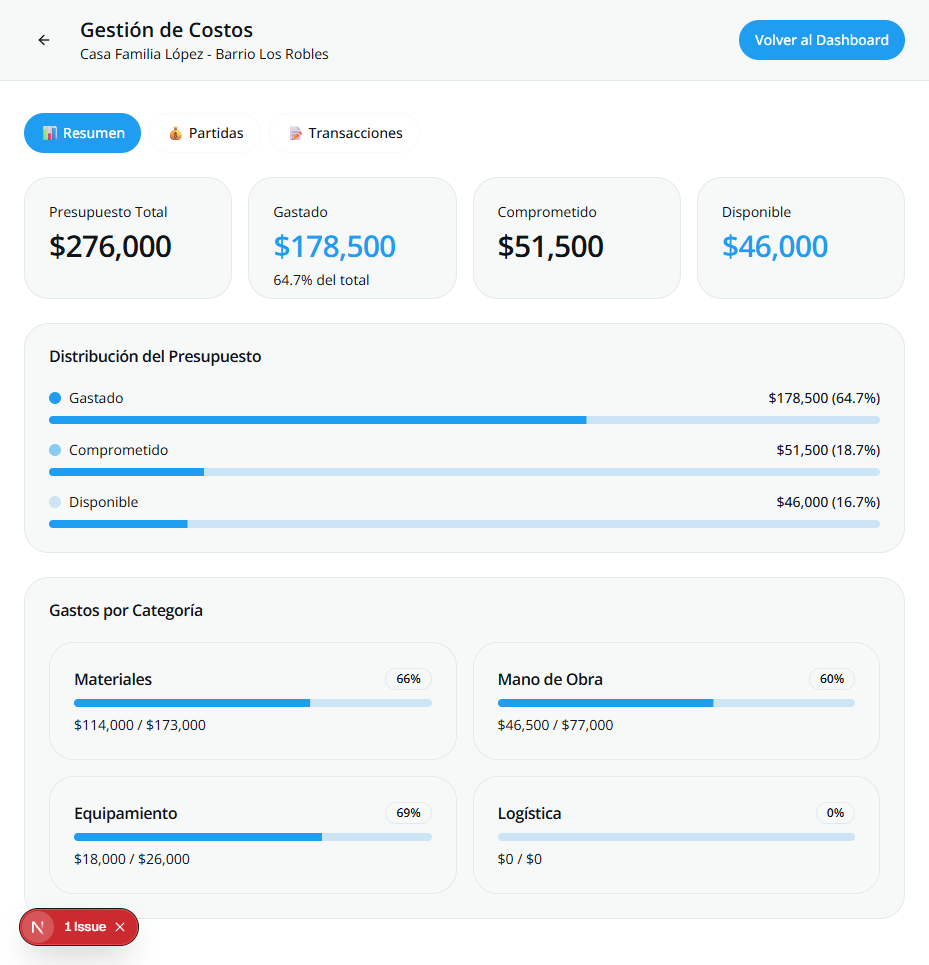 Gestión de Costos
Casa Familia López - Barrio Los Robles
Volver al Dashboard
Resumen
Partidas
Transacciones
Presupuesto Total
$276,000
Gastado
$178,500
64.7% del total
Comprometido
$51,500
Disponible
$46,000
Distribución del Presupuesto
Gastado
$178,500 (64.7%)
Comprometido
$51,500 (18.7%)
Disponible
$46,000 (16.7%)
Gastos por Categoría
Materiales
66%
$114,000 / $173,000
Mano de Obra
60%
$46,500 / $77,000
Equipamiento
69%
$18,000 / $26,000
Logística
0%
$0 / $0
N
1 Issue